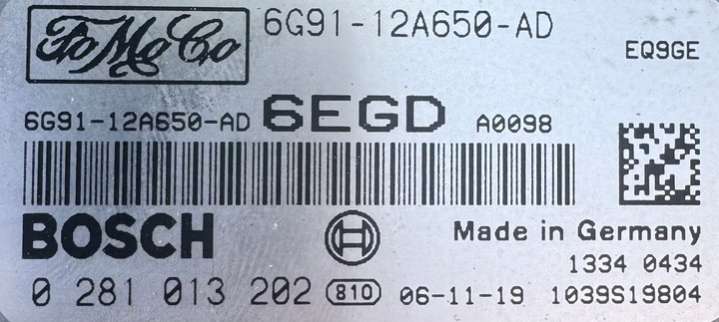 FoMoCo 6G91-12A650-AD
EQ9GE
6G91-12A650-AD 6EGD A0098
BOSCH Made in Germany
1334 0434
0 281 013 202 810 06-11-19 1039S19804